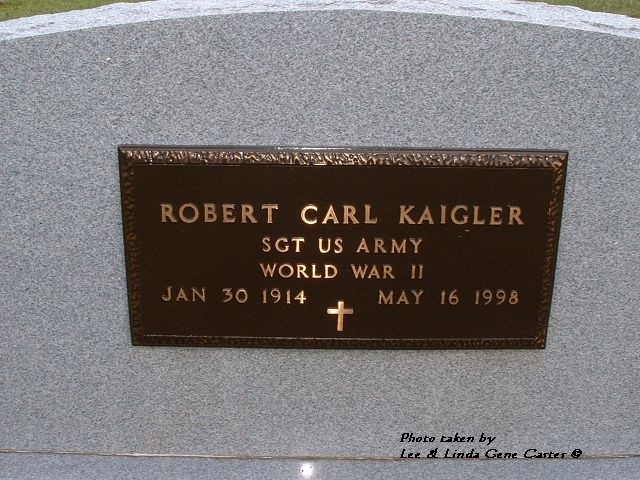 ROBERT CARL KAIGLER
SGT US ARMY
WORLD WAR II
JAN 30 1914 MAY 16 1998
Photo taken by
Lee & Linda Gene Carter ©